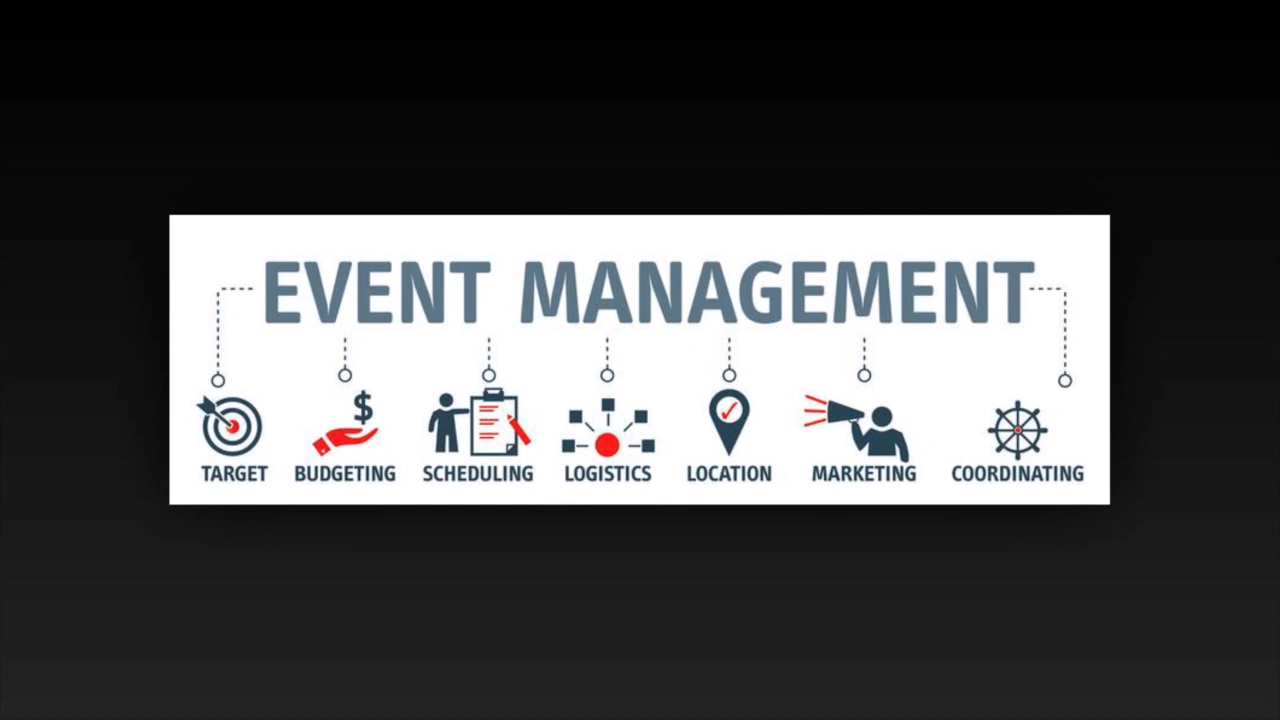 EVENT MANAGEMENT
$
TARGET BUDGETING SCHEDULING LOGISTICS LOCATION MARKETING COORDINATING